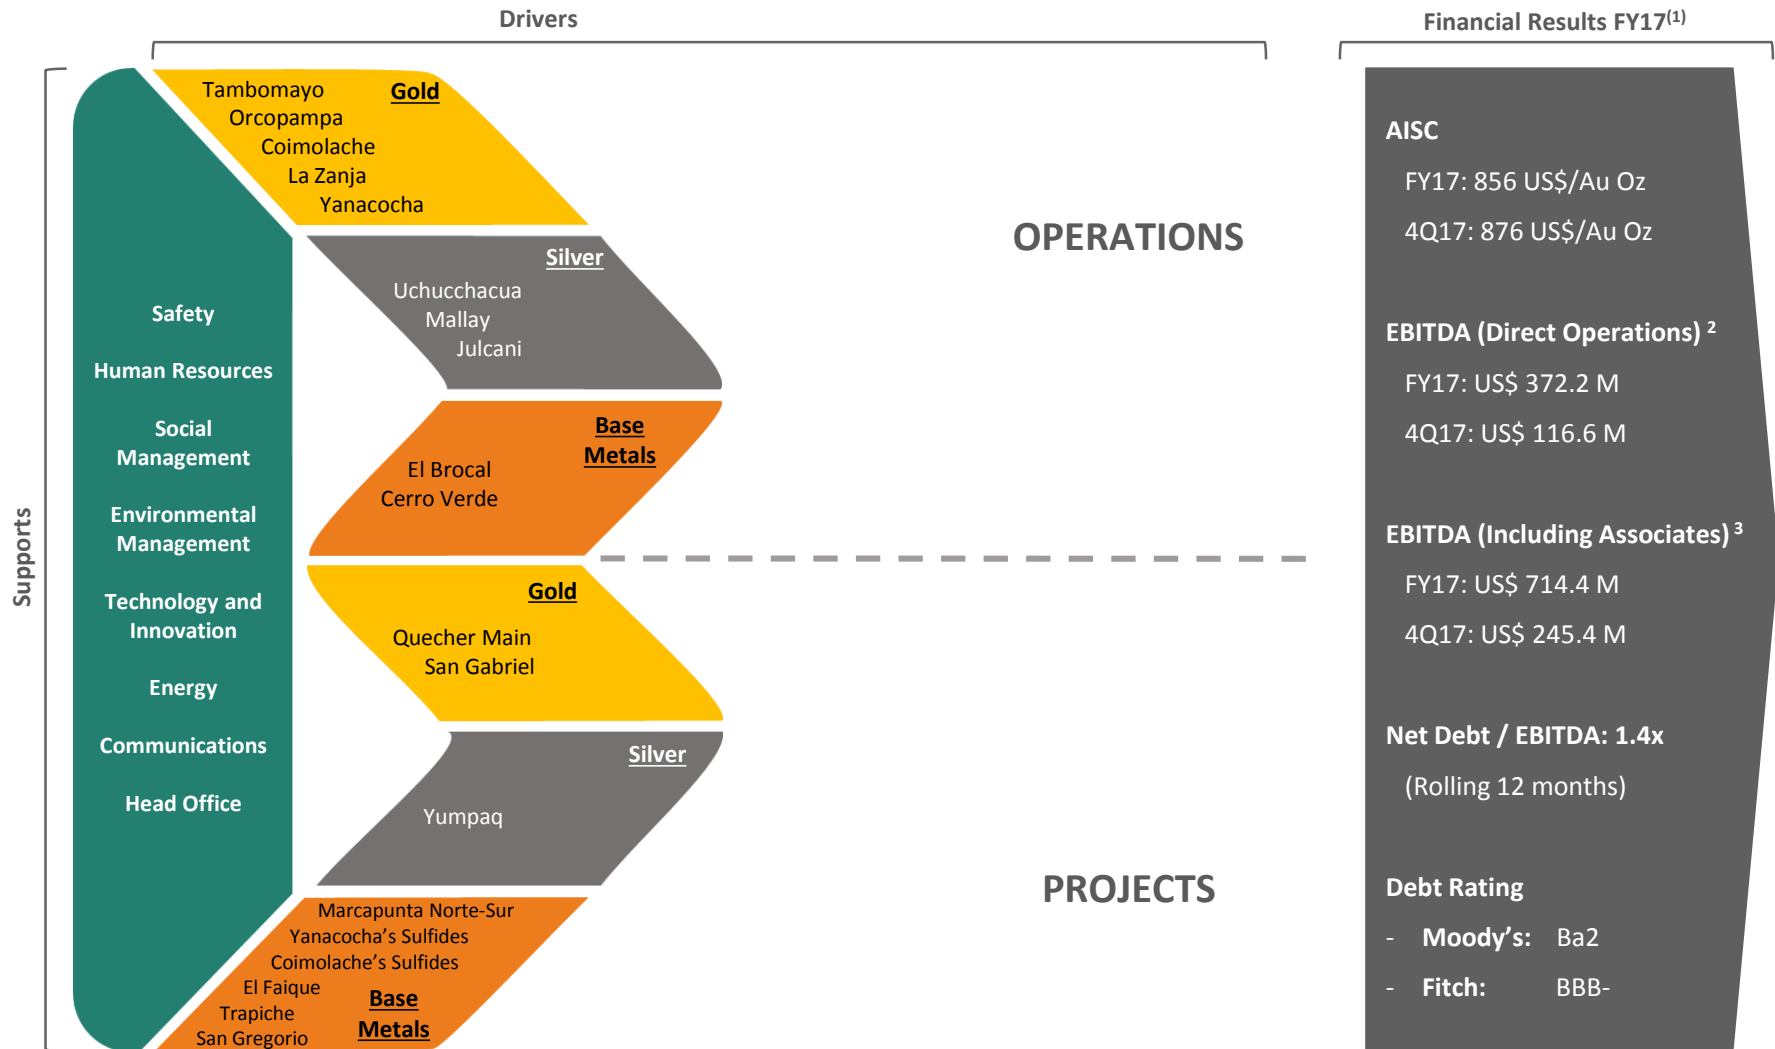 Drivers
Financial Results FY17(1)
Supports
Safety
Human Resources
Social
Management
Environmental
Management
Technology and
Innovation
Energy
Communications
Head Office
Gold
Tambomayo
Orcopampa
Coimolache
La Zanja
Yanacocha
Silver
Uchucchacua
Mallay
Julcani
Base
Metals
El Brocal
Cerro Verde
OPERATIONS
Gold
Quecher Main
San Gabriel
Silver
Yumpaq
Marcapunta Norte-Sur
Yanacocha’s Sulfides
Coimolache’s Sulfides
El Faique
Trapiche
San Gregorio
Base
Metals
PROJECTS
AISC
FY17: 856 US$/Au Oz
4Q17: 876 US$/Au Oz
EBITDA (Direct Operations) 2
FY17: US$ 372.2 M
4Q17: US$ 116.6 M
EBITDA (Including Associates) 3
FY17: US$ 714.4 M
4Q17: US$ 245.4 M
Net Debt / EBITDA: 1.4x
(Rolling 12 months)
Debt Rating
- Moody’s: Ba2
- Fitch: BBB-